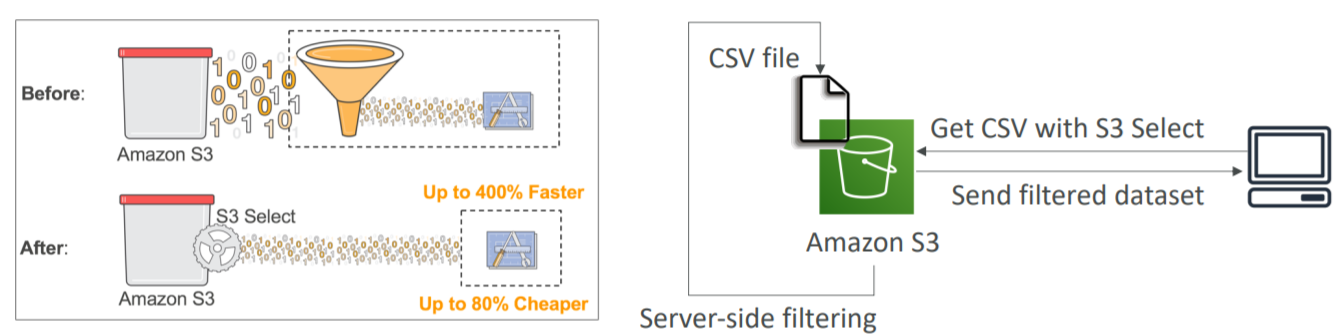 Before:
Amazon S3
Up to 400% Faster
S3 Select
After:
Amazon S3
Up to 80% Cheaper
CSV file
Get CSV with S3 Select
Send filtered dataset
Amazon S3
Server-side filtering